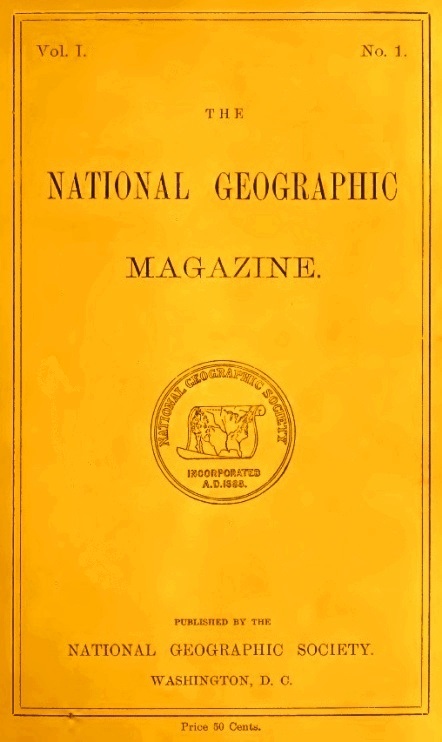 Vol. I. No. 1.
THE
NATIONAL GEOGRAPHIC
MAGAZINE.
NATIONAL GEOGRAPHIC SOCIETY
INCORPORATED
A.D. 1888.
PUBLISHED BY THE
NATIONAL GEOGRAPHIC SOCIETY.
WASHINGTON, D. C.
Price 50 Cents.